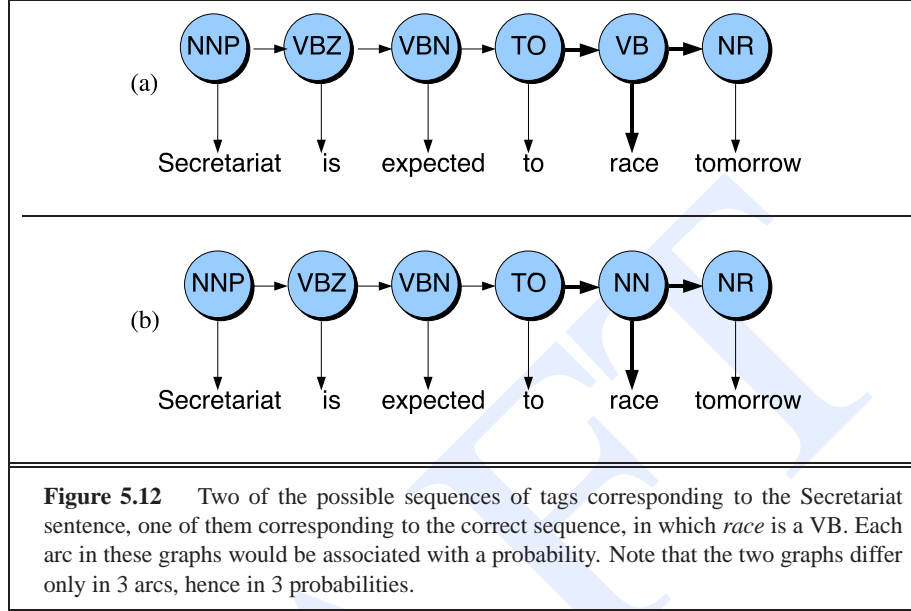 NNP VBZ VBN TO VB NR
(a)
Secretariat is expected to race tomorrow
NNP VBZ VBN TO NN NR
(b)
Secretariat is expected to race tomorrow
Figure 5.12 Two of the possible sequences of tags corresponding to the Secretariat
sentence, one of them corresponding to the correct sequence, in which race is a VB. Each
arc in these graphs would be associated with a probability. Note that the two graphs differ
only in 3 arcs, hence in 3 probabilities.